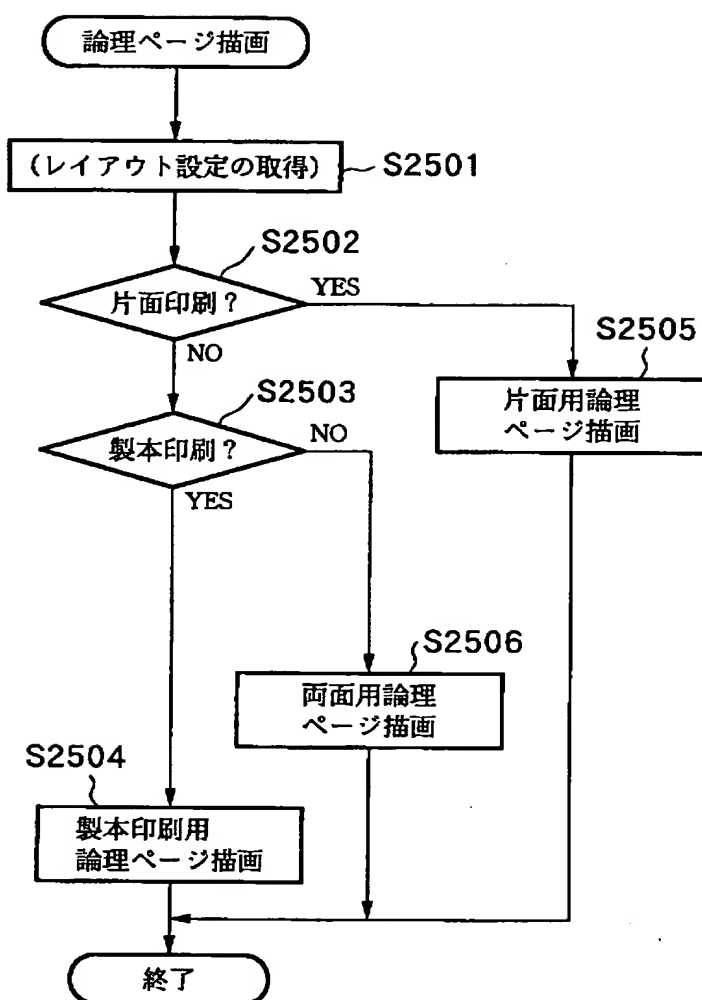 論理ページ描画
(レイアウト設定の取得)
S2501
S2502
片面印刷?
YES
NO
S2505
片面用論理
ページ描画
S2503
製本印刷?
NO
YES
S2506
両面用論理
ページ描画
S2504
製本印刷用
論理ページ描画
終了